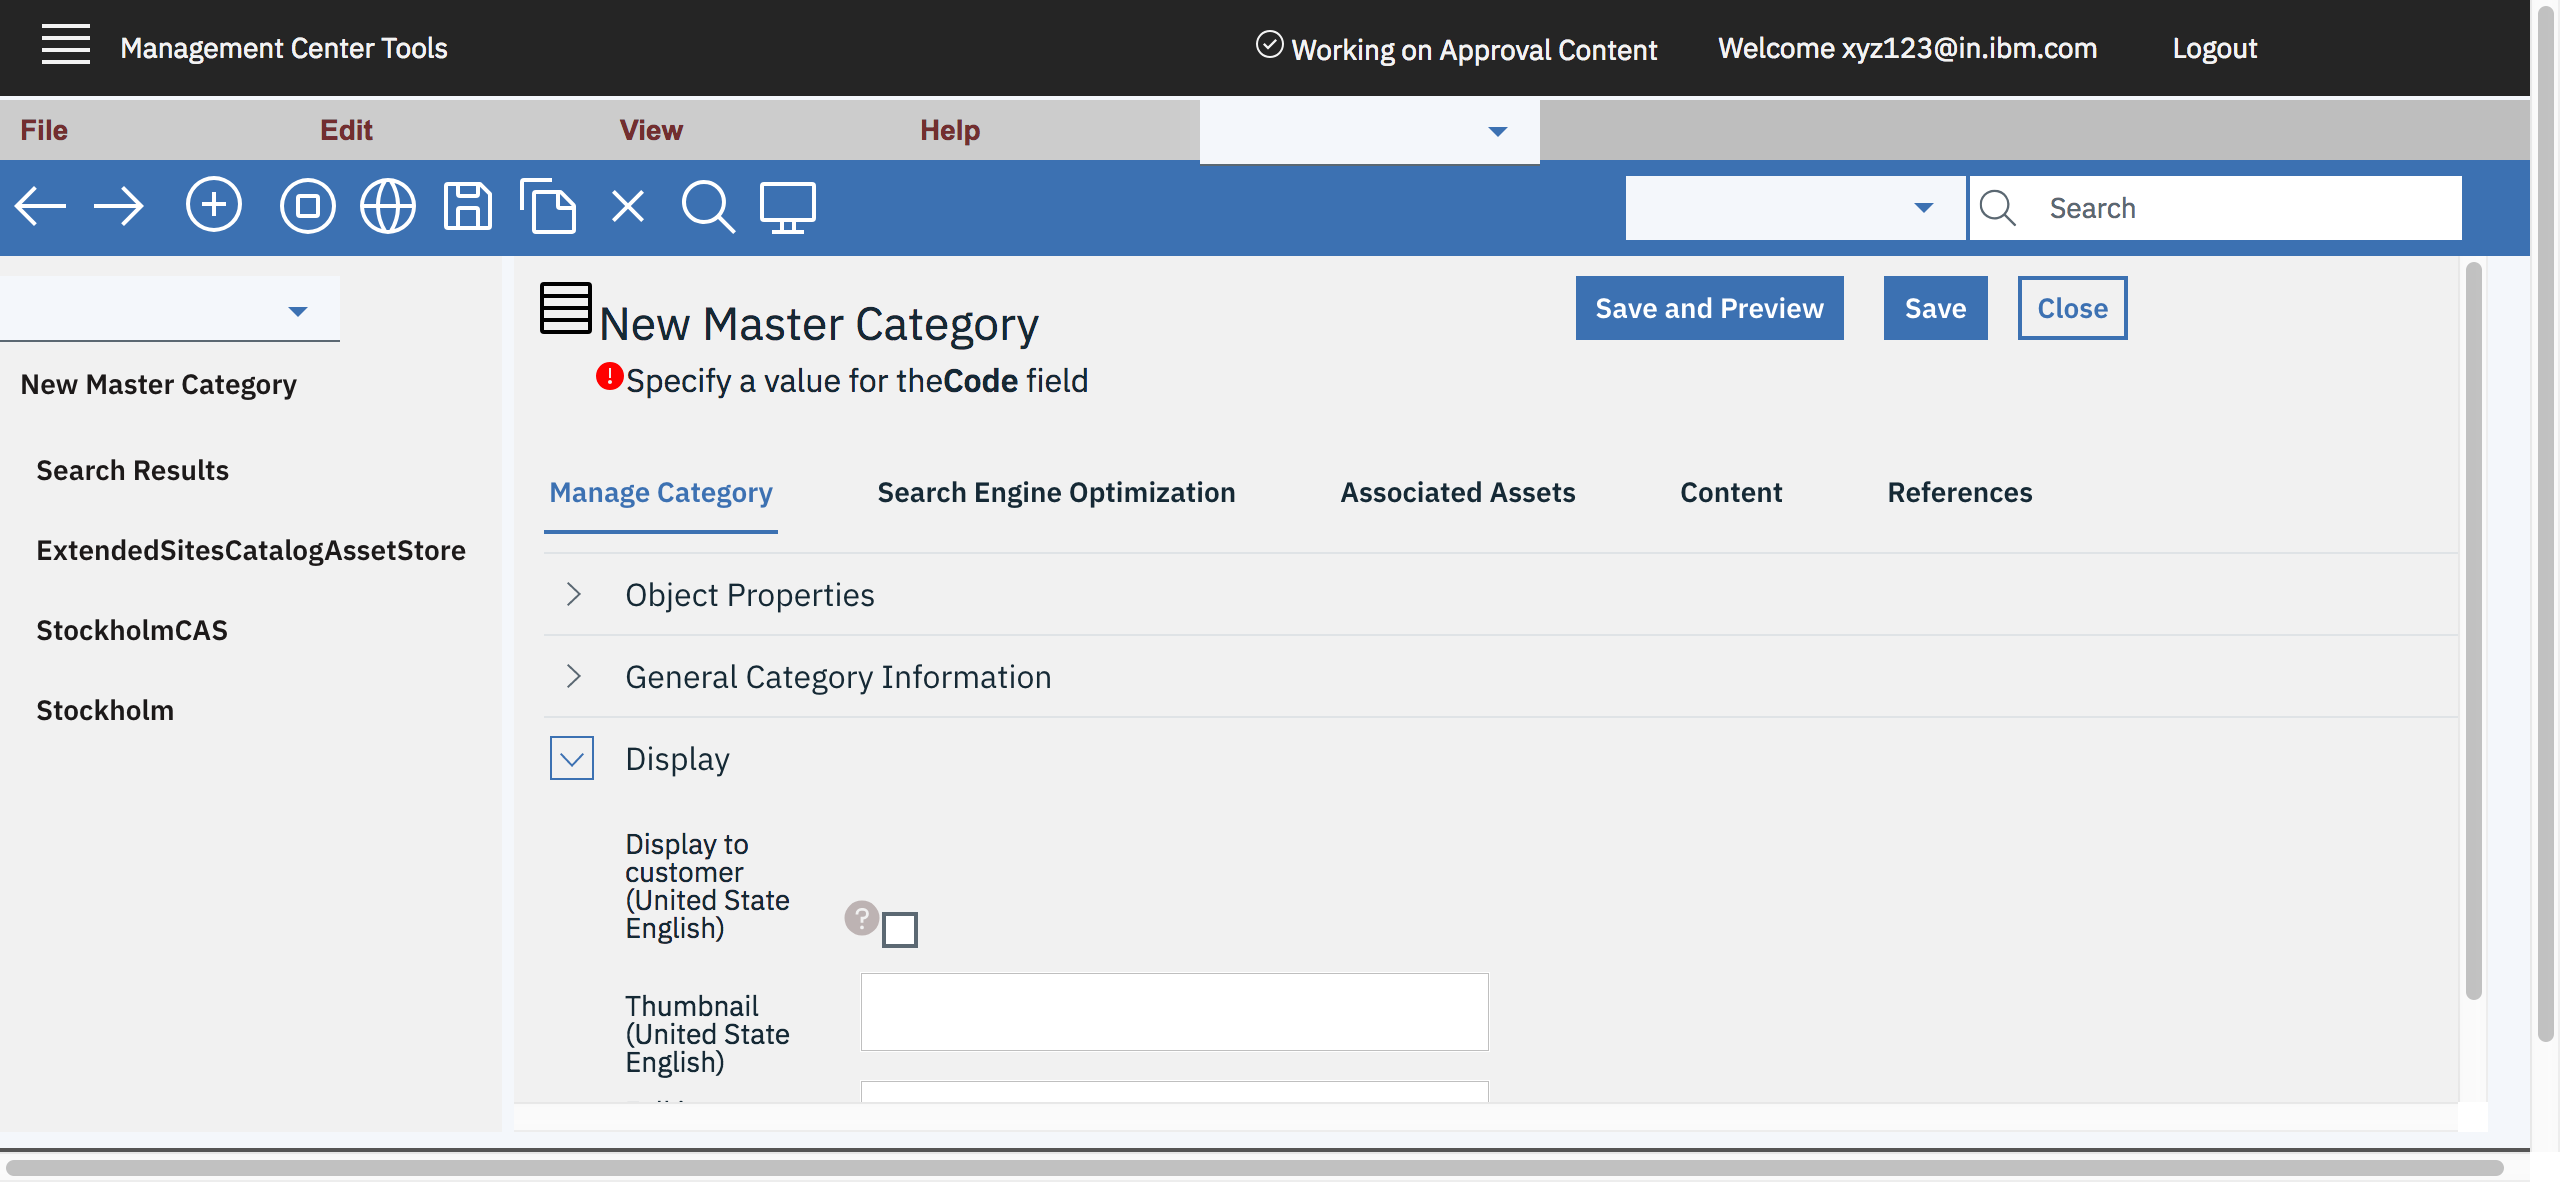 Management Center Tools
Working on Approval Content
Welcome xyz123@in.ibm.com
Logout
File
Edit
View
Help
Search
New Master Category
Search Results
ExtendedSitesCatalogAssetStore
StockholmCAS
Stockholm
New Master Category
Save and Preview
Save
Close
Specify a value for theCode field
Manage Category
Search Engine Optimization
Associated Assets
Content
References
Object Properties
General Category Information
Display
Display to
customer
(United State
English)
?
Thumbnail
(United State
English)